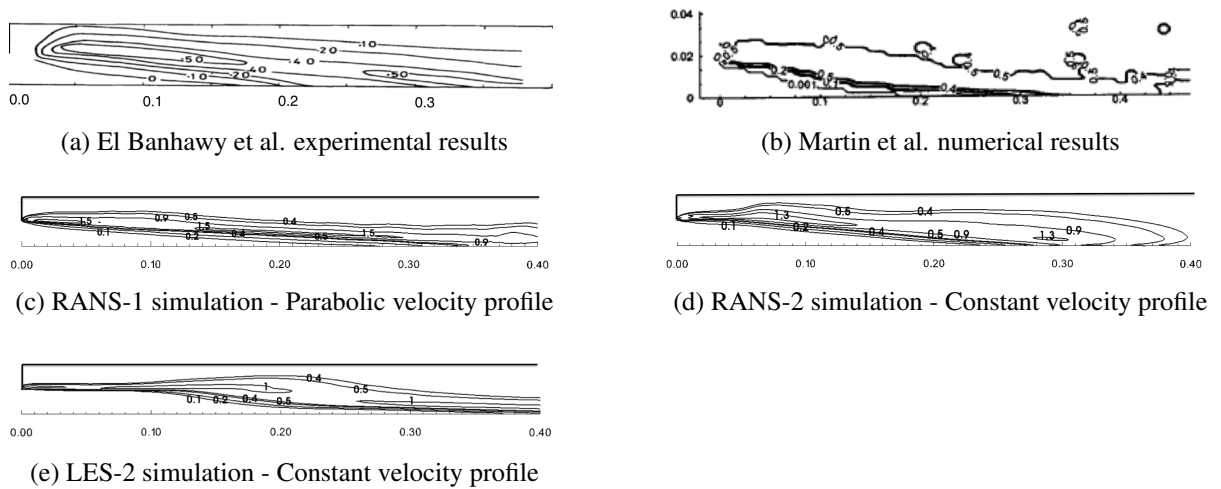 -10
-20
-50
-40
-40
0
-10
-20
-50
0.0 0.1 0.2 0.3
(a) El Banhawy et al. experimental results
0.04
0.02
0
0.5
0.2
0.5
0.001
0.1
0.4
0.5
0.5
0 0.1 0.2 0.3 0.4
(b) Martin et al. numerical results
1.5 0.9 0.5 0.4
0.1 1.5
0.2 0.4 0.5 1.5 0.9
0.00 0.10 0.20 0.30 0.40
(c) RANS-1 simulation - Parabolic velocity profile
1.3 0.5 0.4
0.1 0.2 0.4 0.5 0.9 1.3 0.9
0.00 0.10 0.20 0.30 0.40
(d) RANS-2 simulation - Constant velocity profile
0.4
1 0.5
0.1 0.2 0.4 0.5 1
0.00 0.10 0.20 0.30 0.40
(e) LES-2 simulation - Constant velocity profile